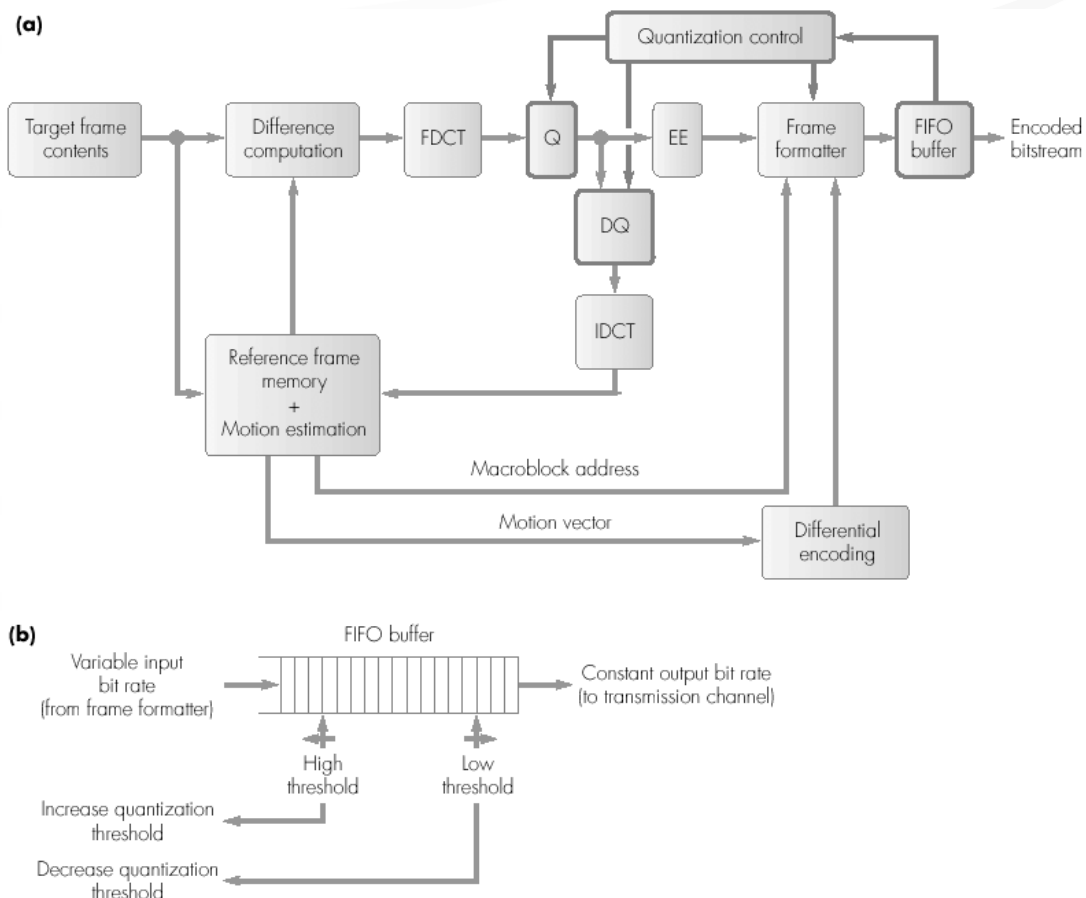 (a)
Quantization control
Target frame
contents
Difference
computation
FDCT
Q
EE
Frame
formatter
FIFO
buffer
Encoded
bitstream
DQ
IDCT
Reference frame
memory
+
Motion estimation
Macroblock address
Motion vector
Differential
encoding
(b)
FIFO buffer
Variable input
bit rate
(from frame formatter)
Constant output bit rate
(to transmission channel)
High
threshold
Low
threshold
Increase quantization
threshold
Decrease quantization
threshold